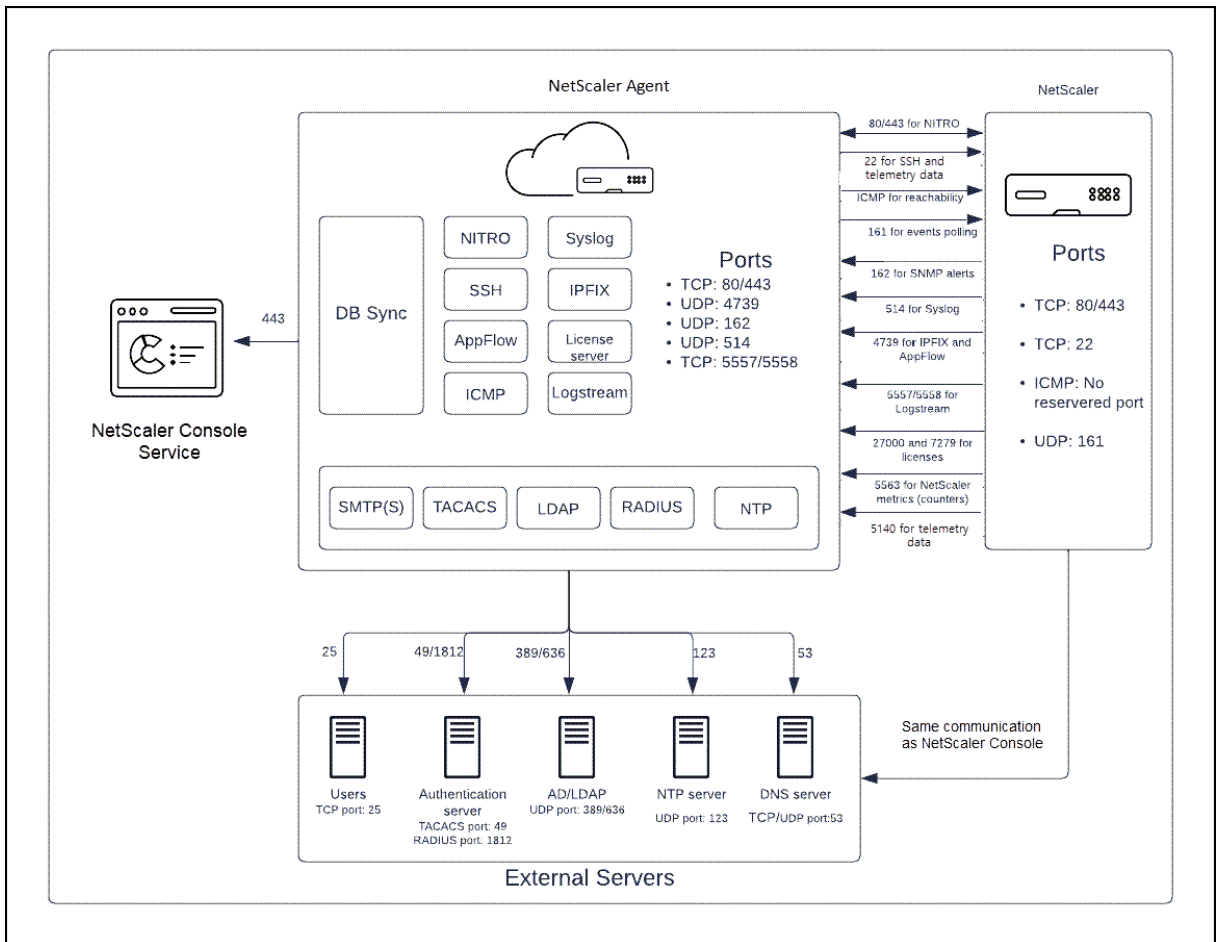 NetScaler Agent
NetScaler
NITRO
Syslog
SSH
IPFIX
AppFlow
License
server
ICMP
Logstream
DB Sync
Ports
• TCP: 80/443
• UDP: 4739
• UDP: 162
• UDP: 514
• TCP: 5557/5558
443
NetScaler Console
Service
80/443 for NITRO
22 for SSH and
telemetry data
ICMP for reachability
161 for events polling
162 for SNMP alerts
514 for Syslog
4739 for IPFIX and
AppFlow
5557/5558 for
Logstream
27000 and 7279 for
licenses
5563 for NetScaler
metrics (counters)
5140 for telemetry
data
Ports
• TCP: 80/443
• TCP: 22
• ICMP: No
reservered port
• UDP: 161
SMTP(S)
TACACS
LDAP
RADIUS
NTP
25
49/1812
389/636
123
53
Same communication
as NetScaler Console
Users
TCP port: 25
Authentication
server
TACACS port: 49
RADIUS port: 1812
AD/LDAP
UDP port: 389/636
NTP server
UDP port: 123
DNS server
TCP/UDP port:53
External Servers